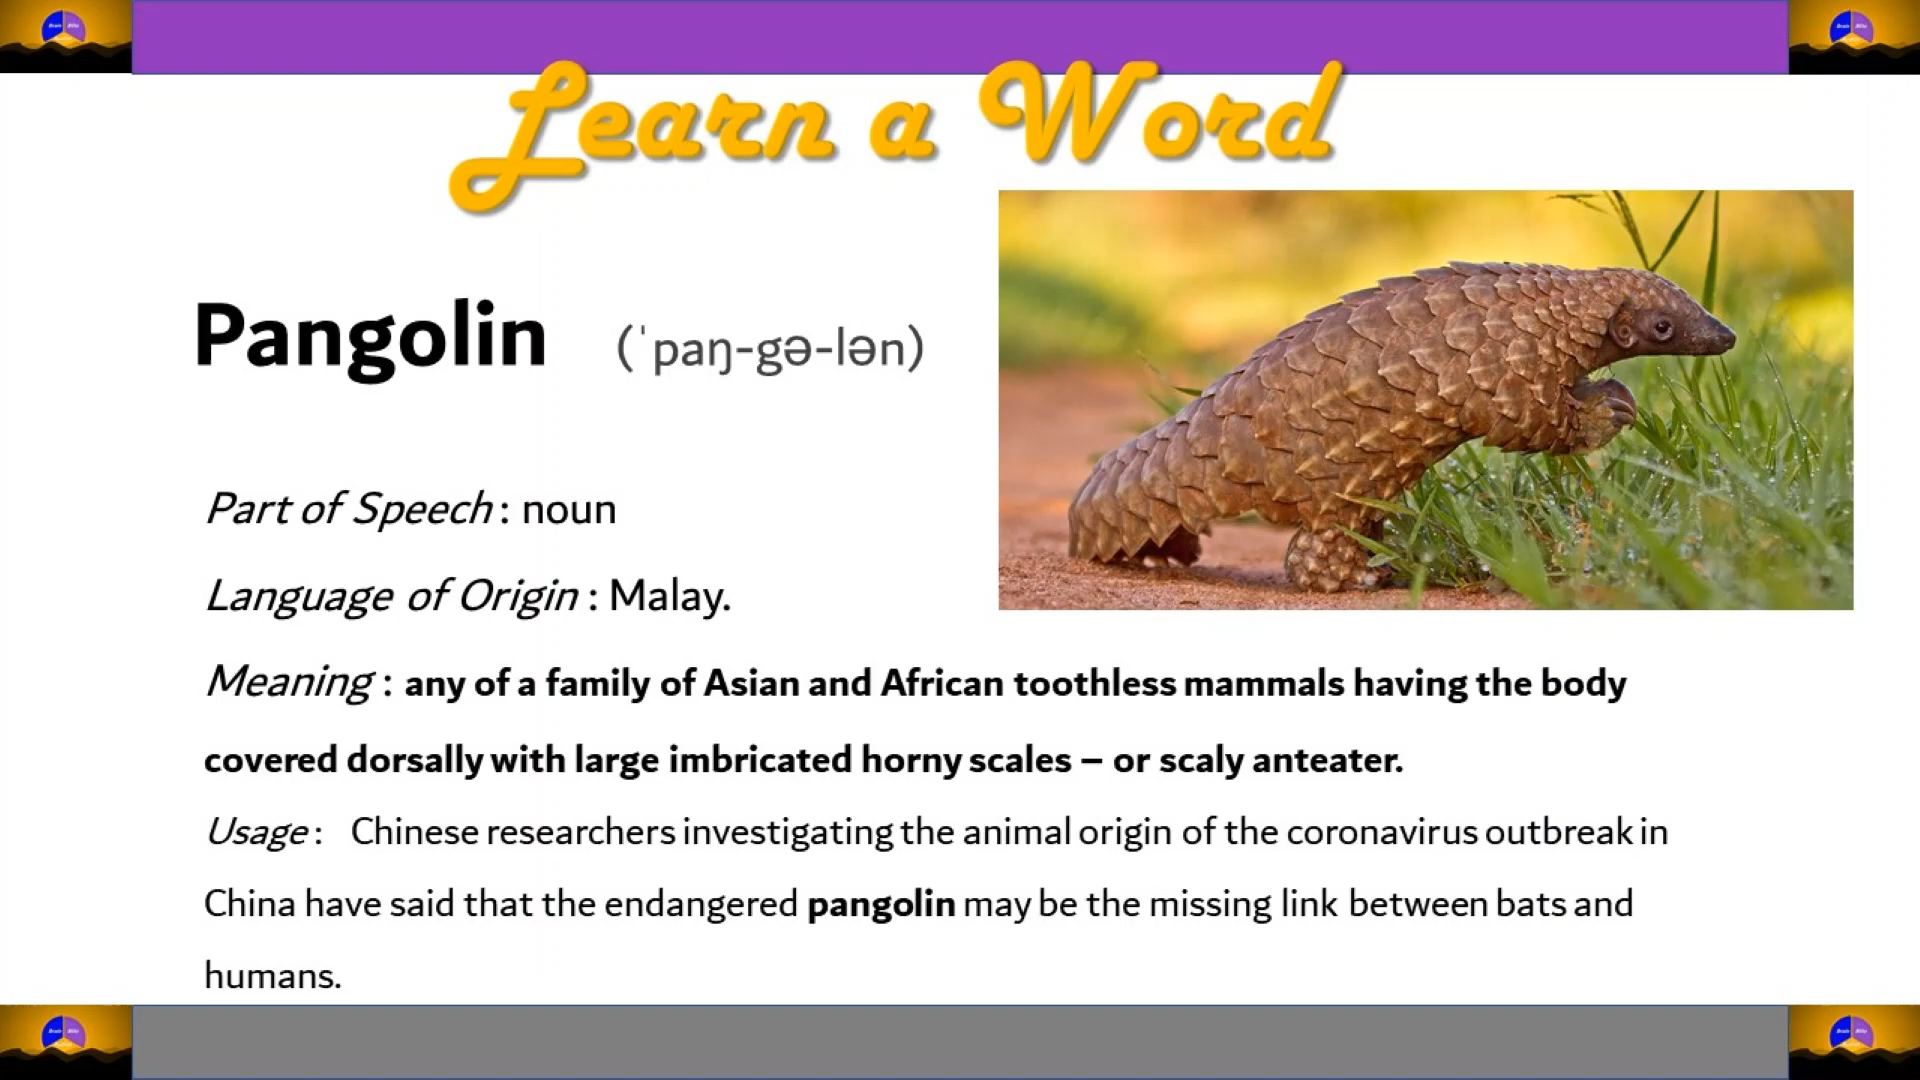 Learn a Word
Pangolin (ˈpaŋ-gə-lən)
Part of Speech : noun
Language of Origin : Malay.
Meaning : any of a family of Asian and African toothless mammals having the body
covered dorsally with large imbricated horny scales – or scaly anteater.
Usage : Chinese researchers investigating the animal origin of the coronavirus outbreak in
China have said that the endangered pangolin may be the missing link between bats and
humans.